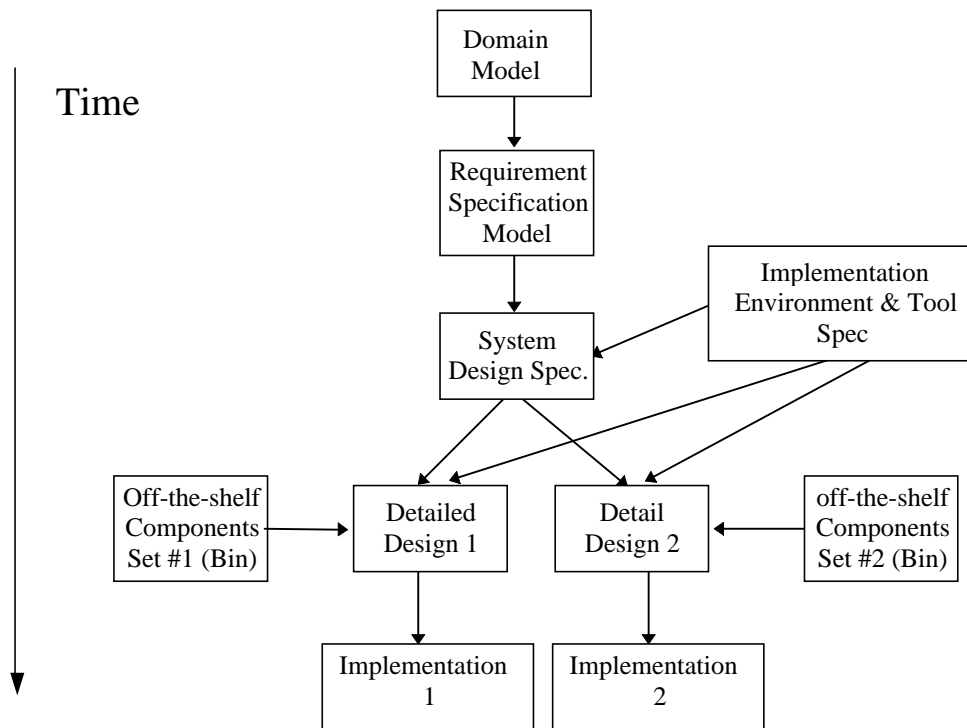 Domain
Model
Time
Requirement
Specification
Model
Implementation
Environment & Tool
Spec
System
Design Spec.
Off-the-shelf
Components
Set #1 (Bin)
Detailed
Design 1
Detail
Design 2
off-the-shelf
Components
Set #2 (Bin)
Implementation
1
Implementation
2